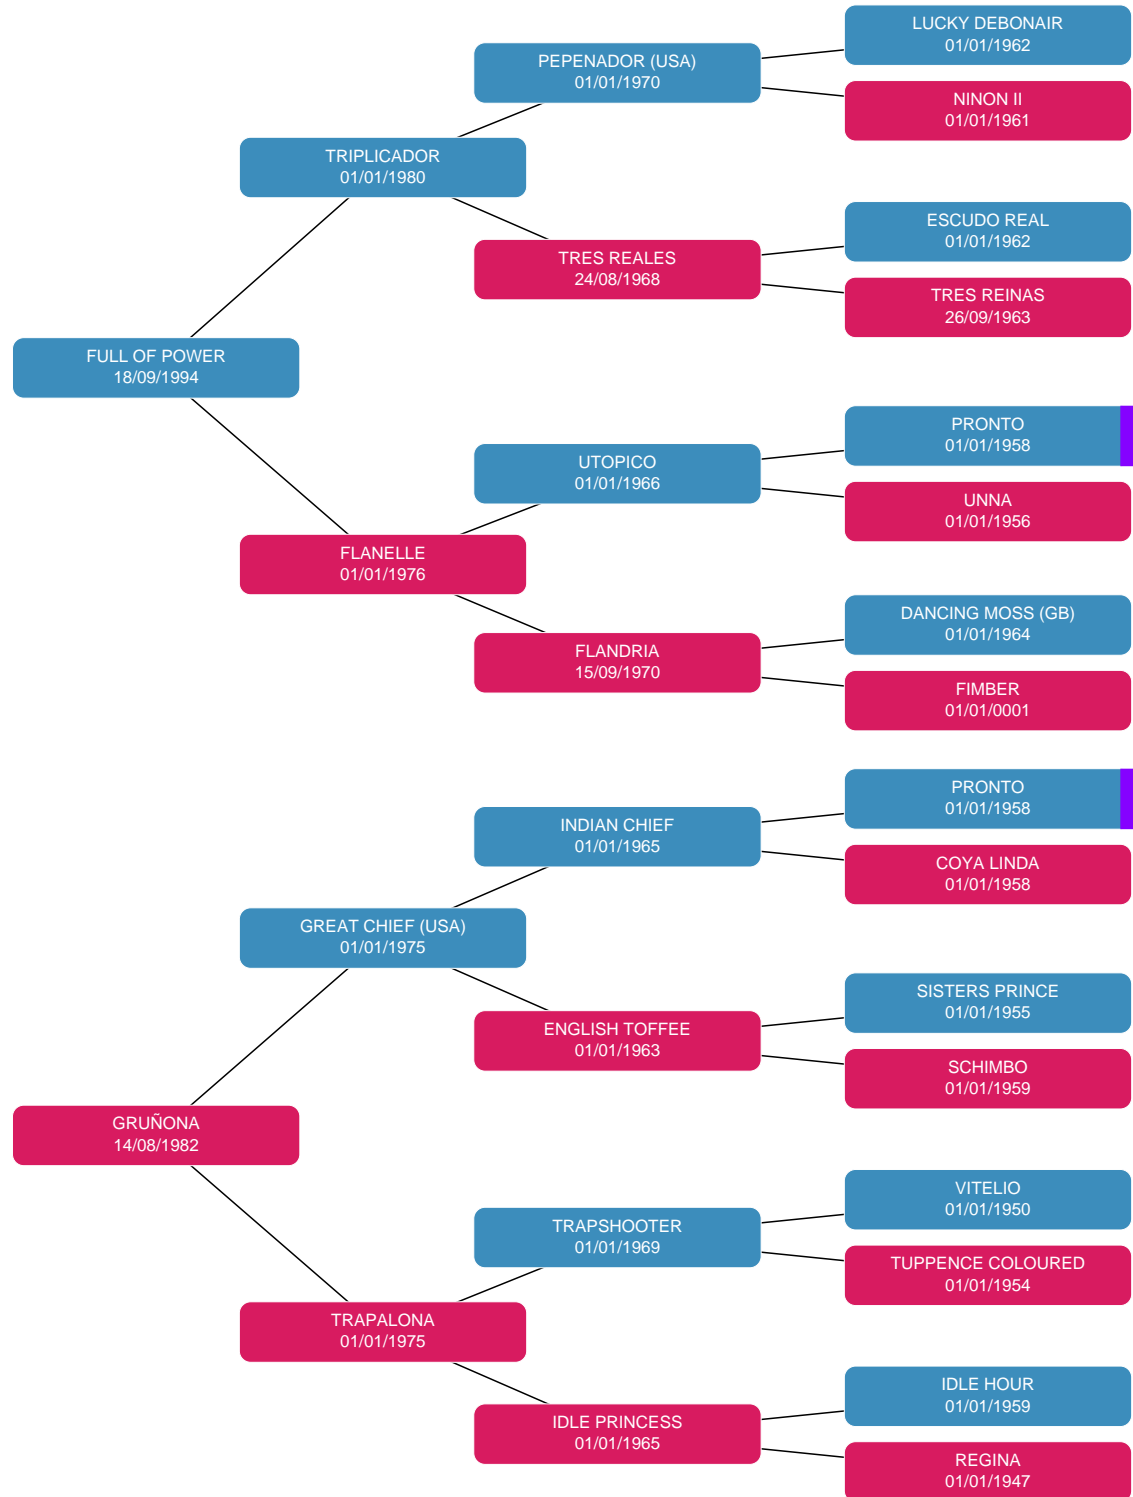 LUCKY DEBONAIR
01/01/1962
PEPENADOR (USA)
01/01/1970
NINON II
01/01/1961
TRIPLICADOR
01/01/1980
ESCUDO REAL
01/01/1962
TRES REALES
24/08/1968
TRES REINAS
26/09/1963
FULL OF POWER
18/09/1994
PRONTO
01/01/1958
UTOPICO
01/01/1966
UNNA
01/01/1956
FLANELLE
01/01/1976
DANCING MOSS (GB)
01/01/1964
FLANDRIA
15/09/1970
FIMBER
01/01/0001
PRONTO
01/01/1958
INDIAN CHIEF
01/01/1965
COYA LINDA
01/01/1958
GREAT CHIEF (USA)
01/01/1975
SISTERS PRINCE
01/01/1955
ENGLISH TOFFEE
01/01/1963
SCHIMBO
01/01/1959
GRUÑONA
14/08/1982
VITELIO
01/01/1950
TRAPSHOOTER
01/01/1969
TUPPENCE COLOURED
01/01/1954
TRAPALONA
01/01/1975
IDLE HOUR
01/01/1959
IDLE PRINCESS
01/01/1965
REGINA
01/01/1947